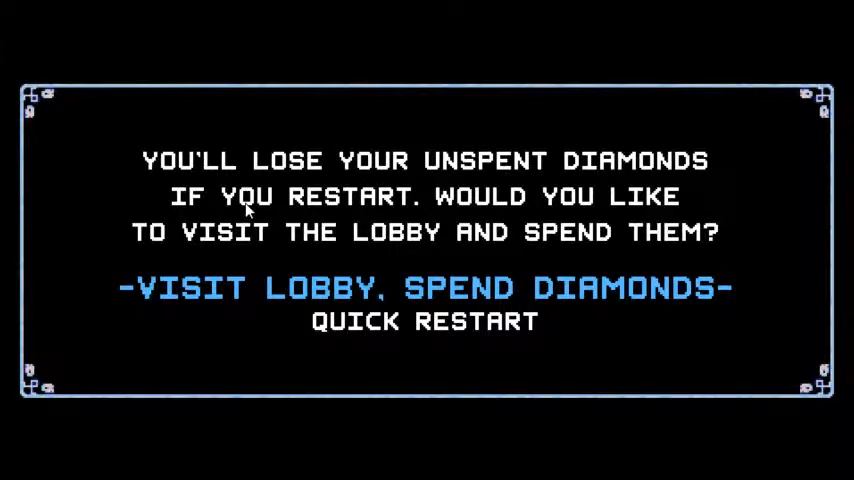 YOU'LL LOSE YOUR UNSPENT DIAMONDS
IF YOU RESTART. WOULD YOU LIKE
TO VISIT THE LOBBY AND SPEND THEM?
-VISIT LOBBY, SPEND DIAMONDS-
QUICK RESTART